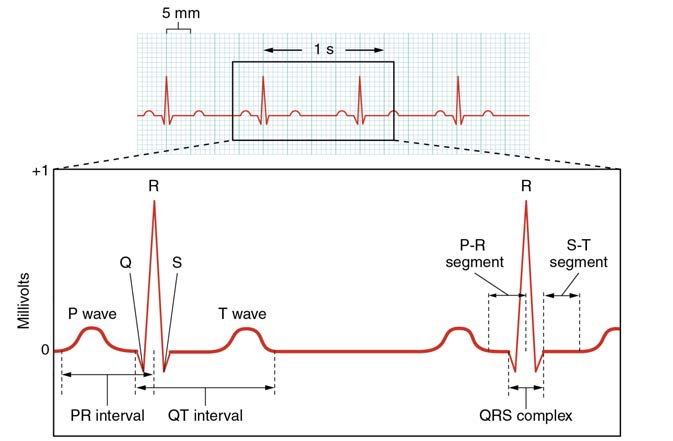 5 mm
1 s
+1
R
R
P-R
segment
S-T
segment
Q
S
Millivolts
P wave
T wave
0
PR interval
QT interval
QRS complex